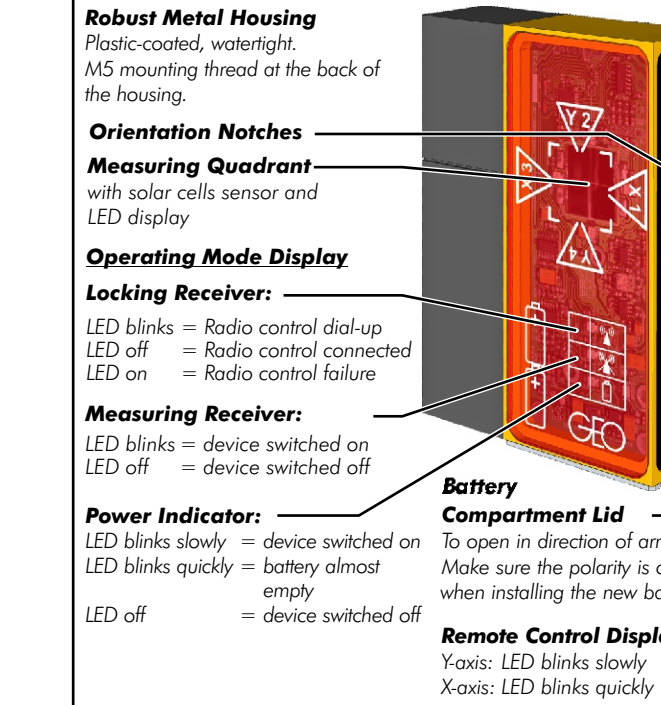 Robust Metal Housing
Plastic-coated, watertight.
M5 mounting thread at the back of
the housing.
Orientation Notches
Measuring Quadrant
with solar cells sensor and
LED display
Operating Mode Display
Locking Receiver:
LED blinks = Radio control dial-up
LED off = Radio control connected
LED on = Radio control failure
Measuring Receiver:
LED blinks = device switched on
LED off = device switched off
Power Indicator:
LED blinks slowly = device switched on
LED blinks quickly = battery almost
empty
LED off = device switched off
Y 2
X 3
X 1
Y 4
+
+
GEO
Battery
Compartment Lid
To open in direction of
Make sure the polarity is
when installing the new
Remote Control
Y-axis: LED blinks slowly
X-axis: LED blinks quickly